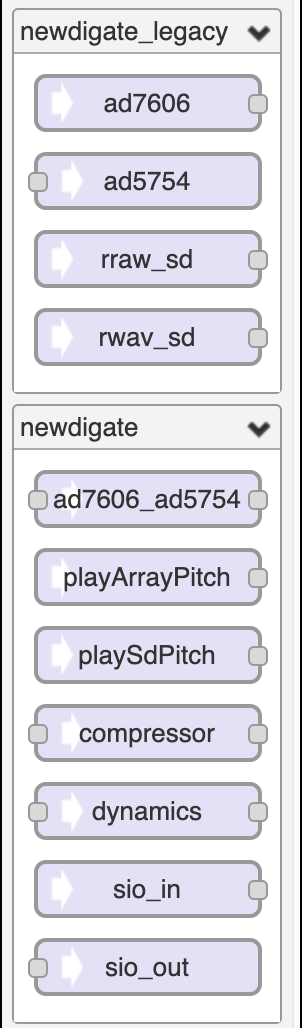 newdigate_legacy
ad7606
ad5754
rraw_sd
rwav_sd
newdigate
ad7606_ad5754
playArrayPitch
playSdPitch
compressor
dynamics
sio_in
sio_out